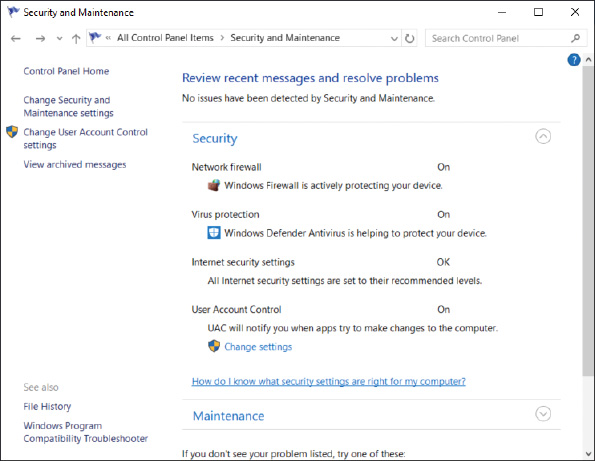 Security and Maintenance
« All Control Panel Items > Security and Maintenance
Search Control Panel
?
Control Panel Home
Change Security and
Maintenance settings
Change User Account Control
settings
View archived messages
Review recent messages and resolve problems
No issues have been detected by Security and Maintenance.
Security
Network firewall On
Windows Firewall is actively protecting your device.
Virus protection On
Windows Defender Antivirus is helping to protect your device.
Internet security settings OK
All Internet security settings are set to their recommended levels.
User Account Control On
UAC will notify you when apps try to make changes to the computer.
Change settings
How do I know what security settings are right for my computer?
Maintenance
If you don't see your problem listed, try one of these:
See also
File History
Windows Program
Compatibility Troubleshooter